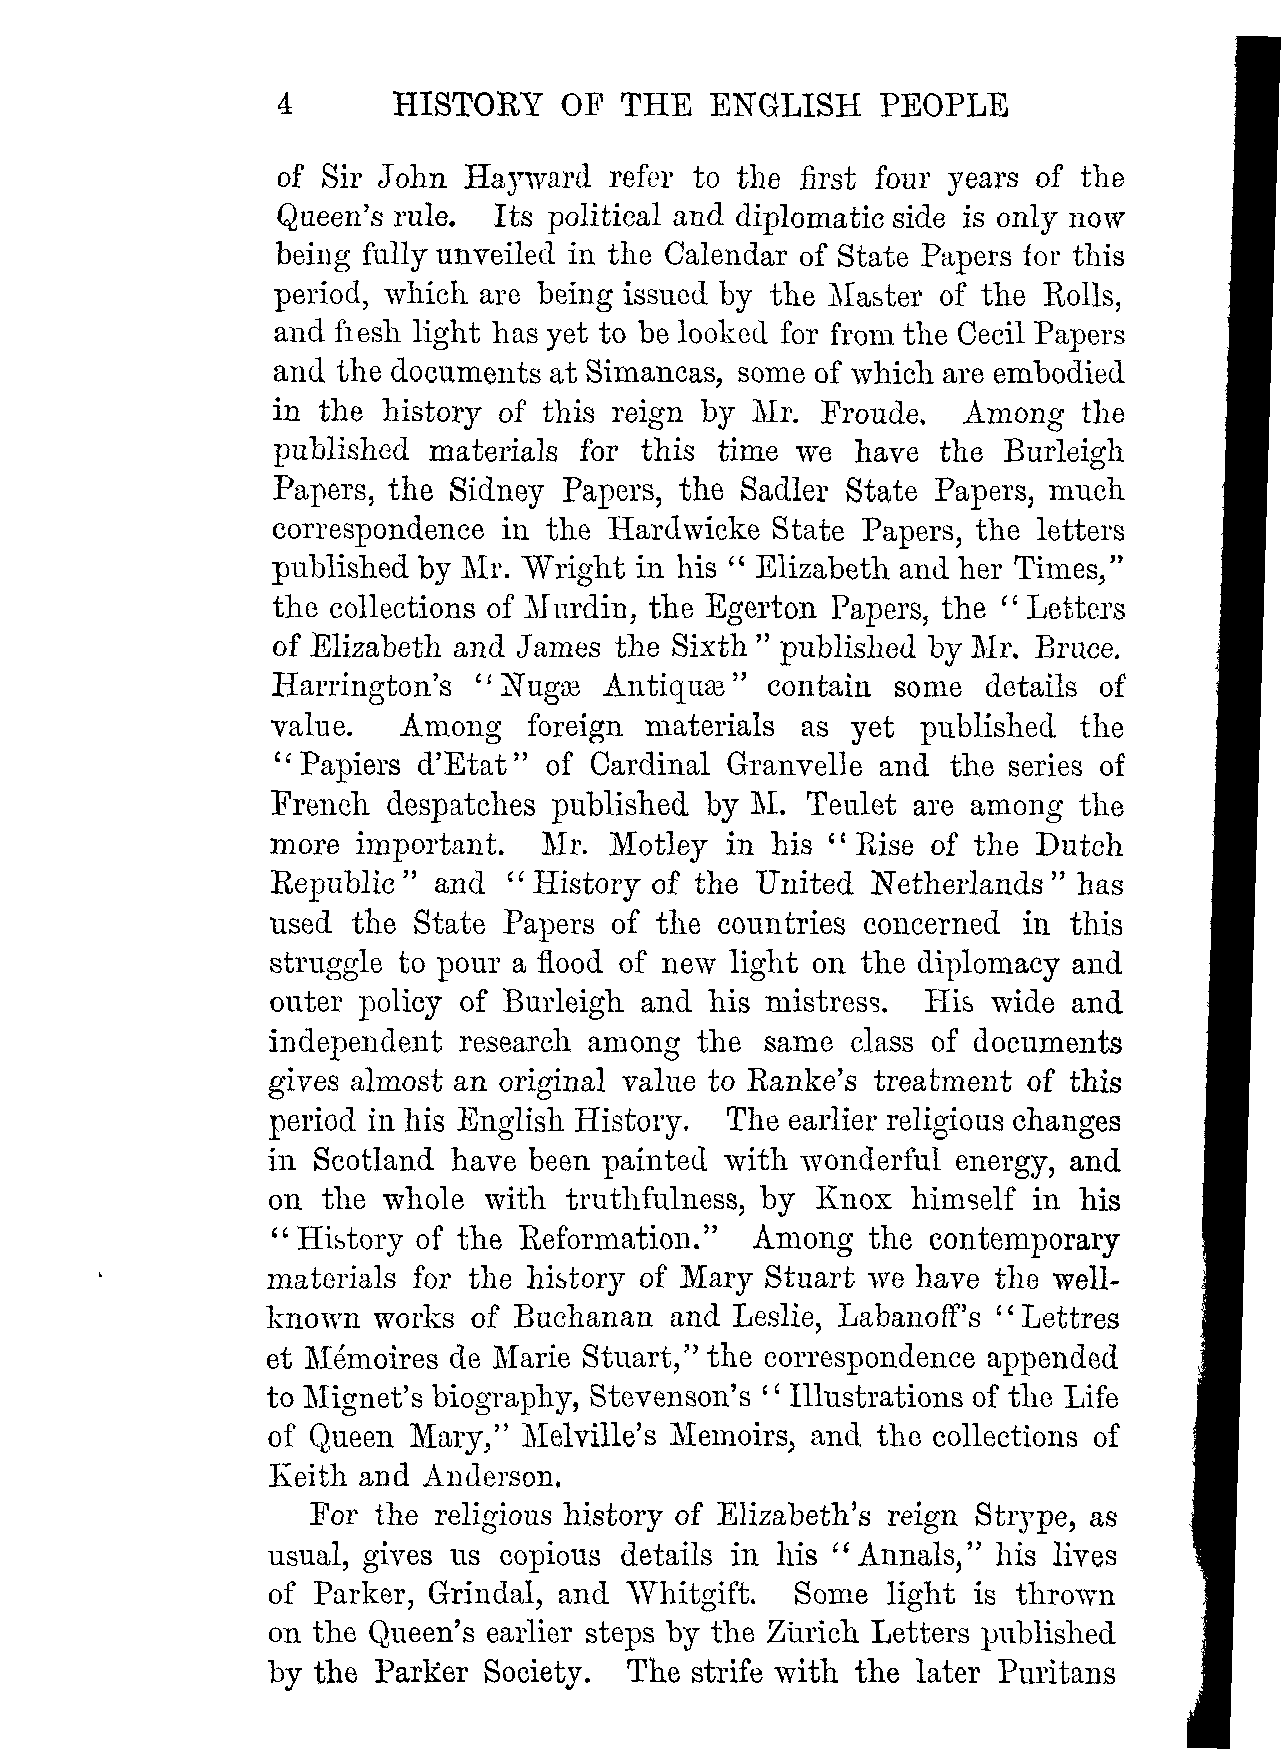 4 HISTORY OF THE ENGLISH PEOPLE
of Sir John Hayward refer to the first four years of the
Queen's rule. Its political and diplomatic side is only now
being fully unveiled in the Calendar of State Papers for this
period, which are being issued by the Master of the Rolls,
and fresh light has yet to be looked for from the Cecil Papers
and the documents at Simancas, some of which are embodied
in the history of this reign by Mr. Froude. Among the
published materials for this time we have the Burleigh
Papers, the Sidney Papers, the Sadler State Papers, much
correspondence in the Hardwicke State Papers, the letters
published by Mr. Wright in his “ Elizabeth and her Times,”
the collections of Murdin, the Egerton Papers, the “ Letters
of Elizabeth and James the Sixth ” published by Mr. Bruce.
Harrington's “ Nugæ Antiquæ ” contain some details of
value. Among foreign materials as yet published the
“ Papiers d'Etat ” of Cardinal Granvelle and the series of
French despatches published by M. Teulet are among the
more important. Mr. Motley in his “ Rise of the Dutch
Republic ” and “ History of the United Netherlands ” has
used the State Papers of the countries concerned in this
struggle to pour a flood of new light on the diplomacy and
outer policy of Burleigh and his mistress. His wide and
independent research among the same class of documents
gives almost an original value to Ranke's treatment of this
period in his English History. The earlier religious changes
in Scotland have been painted with wonderful energy, and
on the whole with truthfulness, by Knox himself in his
“ History of the Reformation.” Among the contemporary
materials for the history of Mary Stuart we have the well-
known works of Buchanan and Leslie, Labanoff's “ Lettres
et Mémoires de Marie Stuart,” the correspondence appended
to Mignet's biography, Stevenson's “ Illustrations of the Life
of Queen Mary,” Melville's Memoirs, and the collections of
Keith and Anderson.
For the religious history of Elizabeth's reign Strype, as
usual, gives us copious details in his “ Annals,” his lives
of Parker, Grindal, and Whitgift. Some light is thrown
on the Queen's earlier steps by the Zürich Letters published
by the Parker Society. The strife with the later Puritans